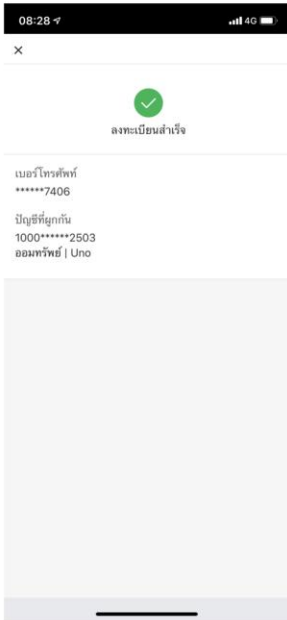 08:28
4G
ลงทะเบียนสำเร็จ
เบอร์โทรศัพท์
******7406
ปัญชีที่ผูกกัน
1000******2503
ออมทรัพย์ | Uno